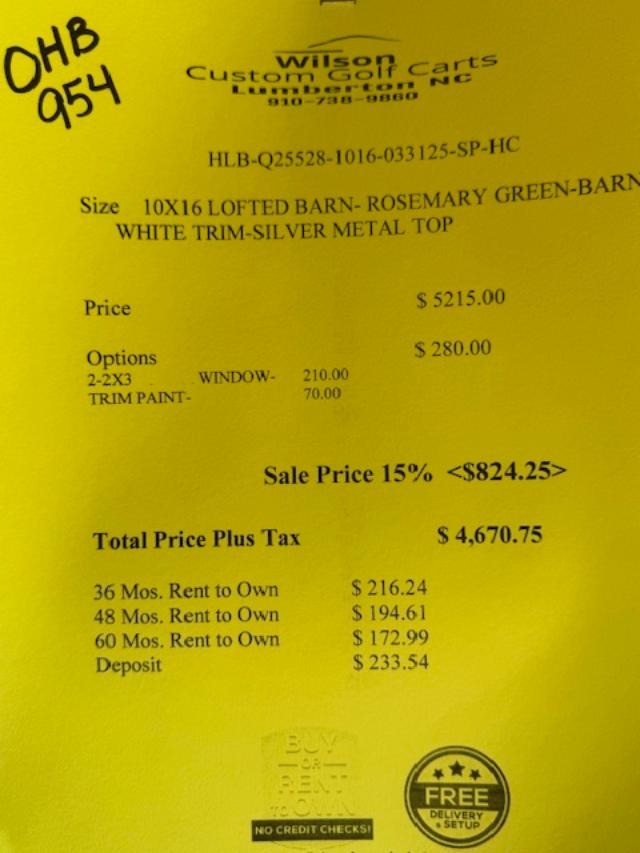 OHB
954
Wilson
Custom Golf Carts
Lumberton NC
910-738-9860
HLB-Q25528-1016-033125-SP-HC
Size 10X16 LOFTED BARN- ROSEMARY GREEN-BARN
WHITE TRIM-SILVER METAL TOP
Price $ 5215.00
Options $ 280.00
2-2X3 WINDOW- 210.00
TRIM PAINT- 70.00
Sale Price 15% <$824.25>
Total Price Plus Tax $ 4,670.75
36 Mos. Rent to Own $ 216.24
48 Mos. Rent to Own $ 194.61
60 Mos. Rent to Own $ 172.99
Deposit $ 233.54
BUY
OR
RENT
TO OWN
NO CREDIT CHECKS!
FREE
DELIVERY
& SETUP